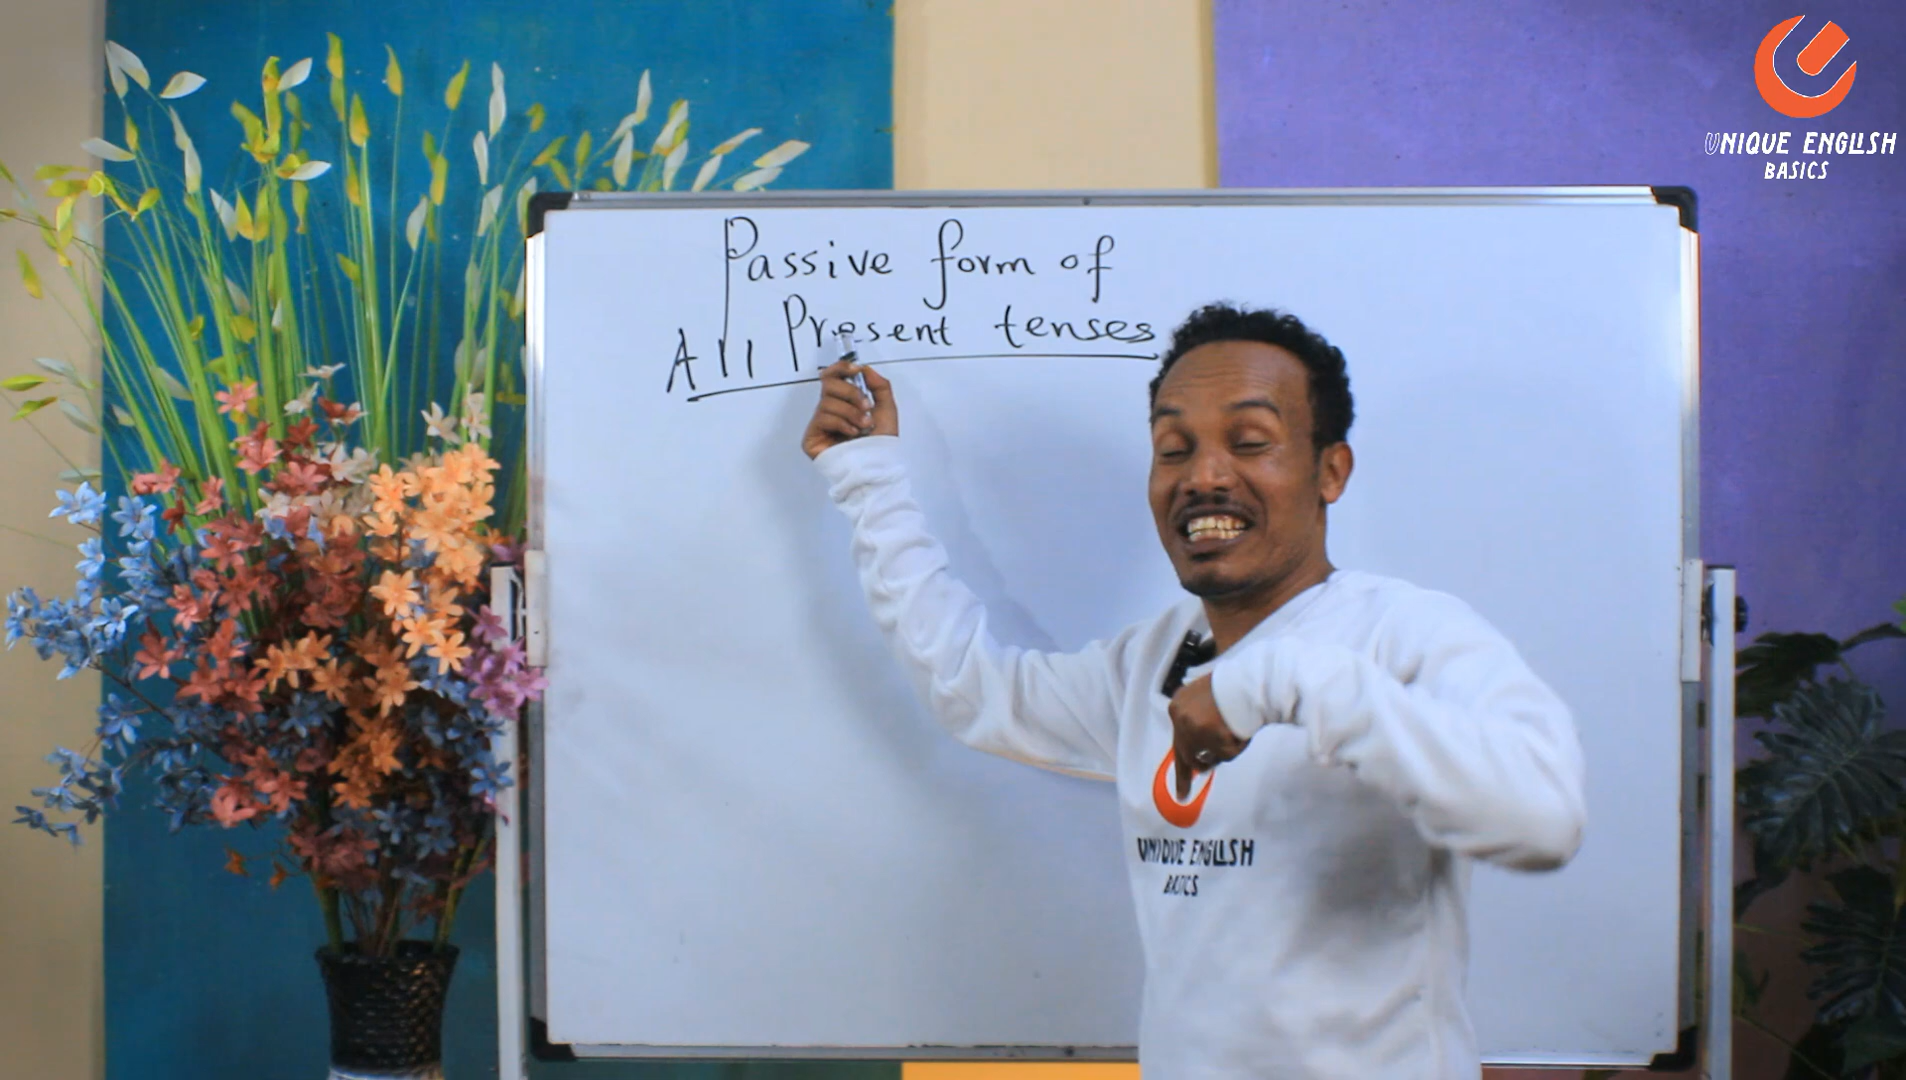 Passive form of
All Present tenses
UNIQUE ENGLISH
BASICS
UNIQUE ENGLISH
BASICS